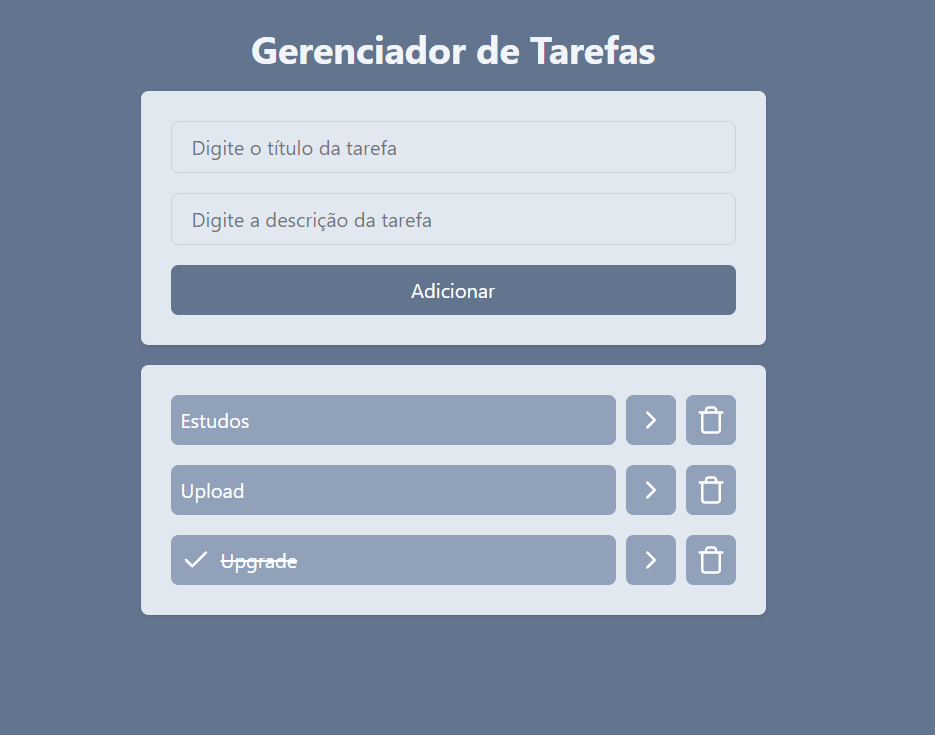 Gerenciador de Tarefas
Digite o título da tarefa
Digite a descrição da tarefa
Adicionar
Estudos
Upload
Upgrade